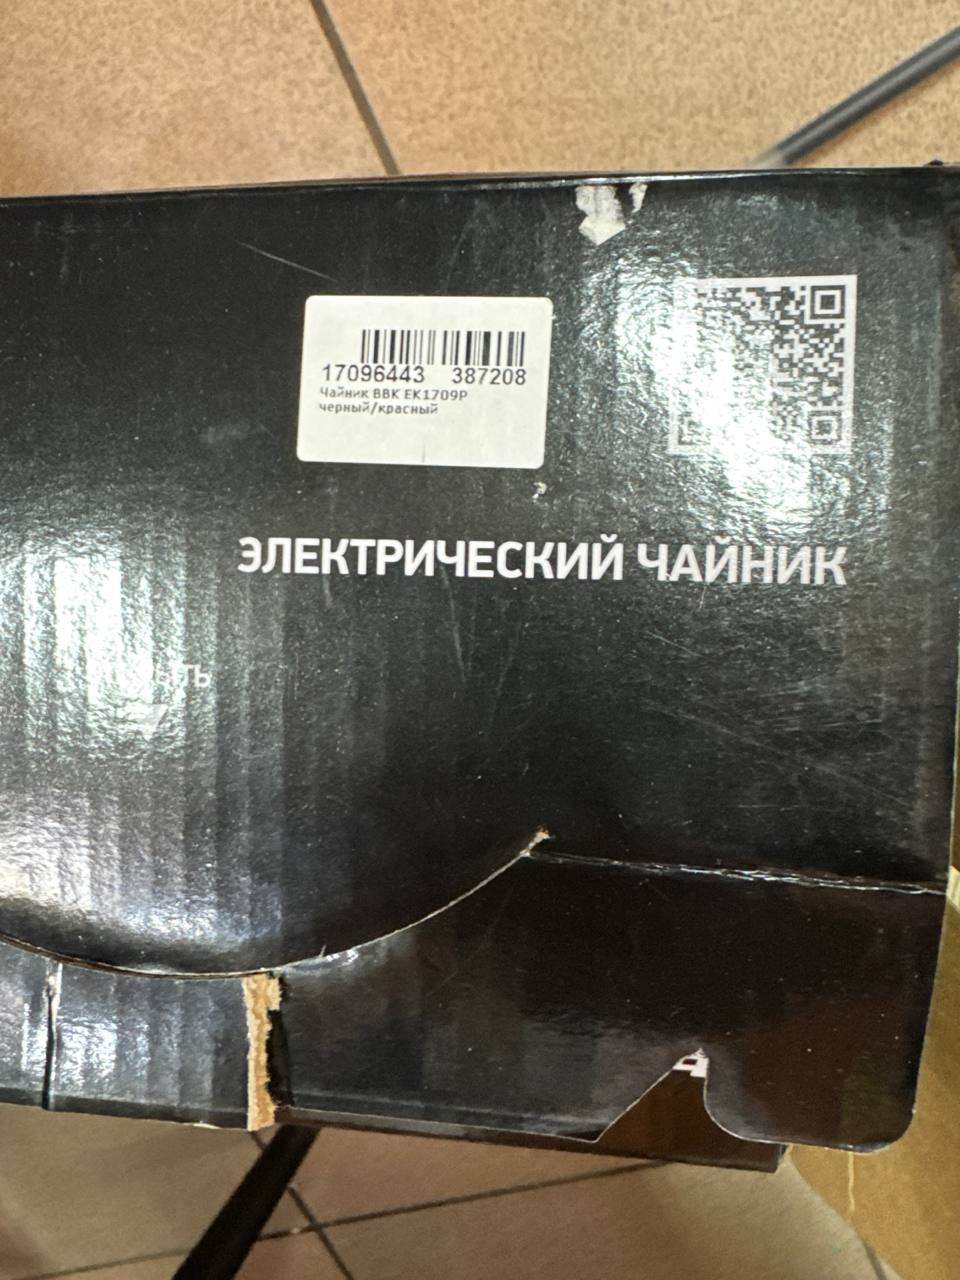 17096443 387208
Чайник BBK EK1709P
черный/красный
ЭЛЕКТРИЧЕСКИЙ ЧАЙНИК